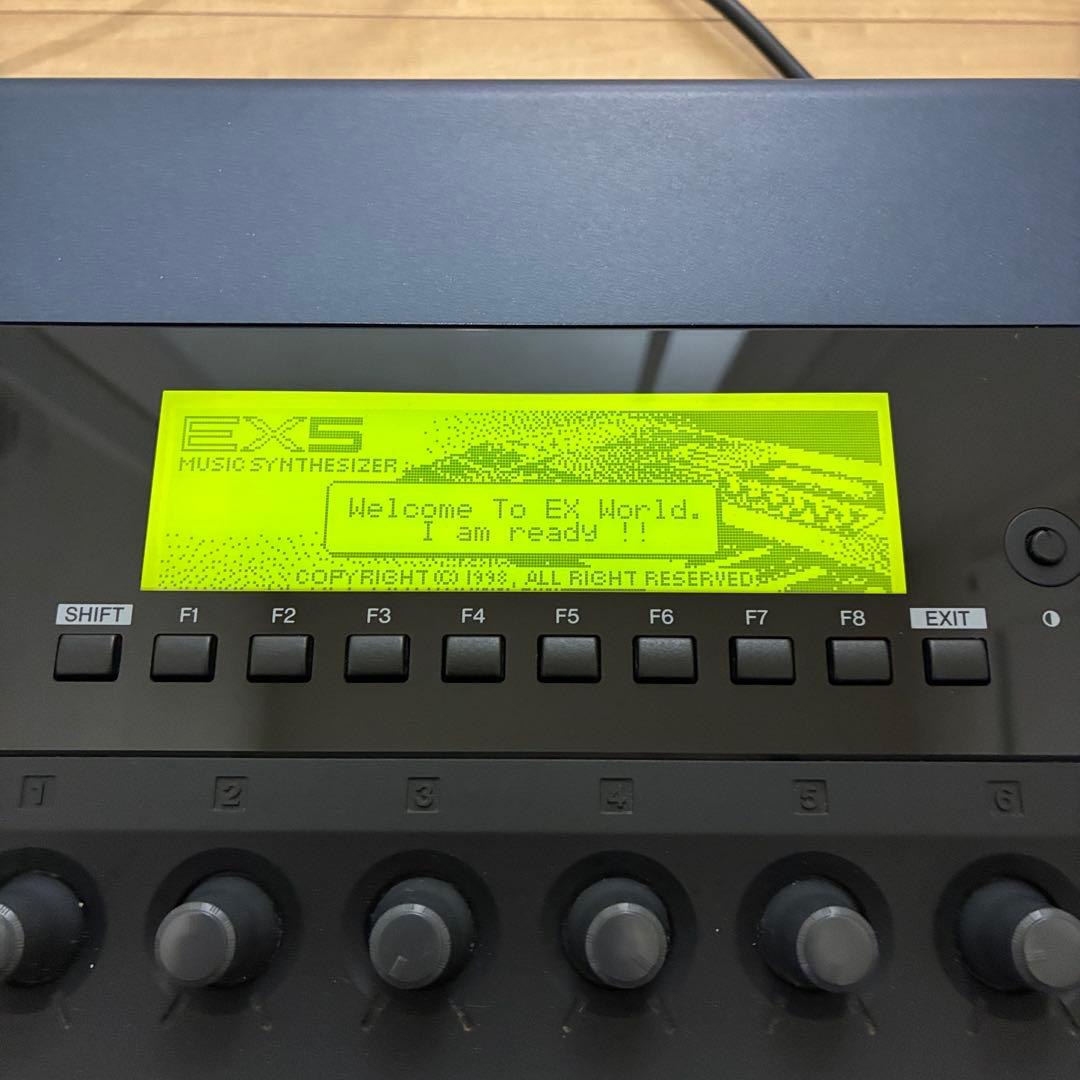 EX5
MUSIC SYNTHESIZER
Welcome To EX World.
I am ready !!
COPYRIGHT (C) 1998, ALL RIGHT RESERVED
SHIFT F1 F2 F3 F4 F5 F6 F7 F8 EXIT
1 2 3 4 5 6